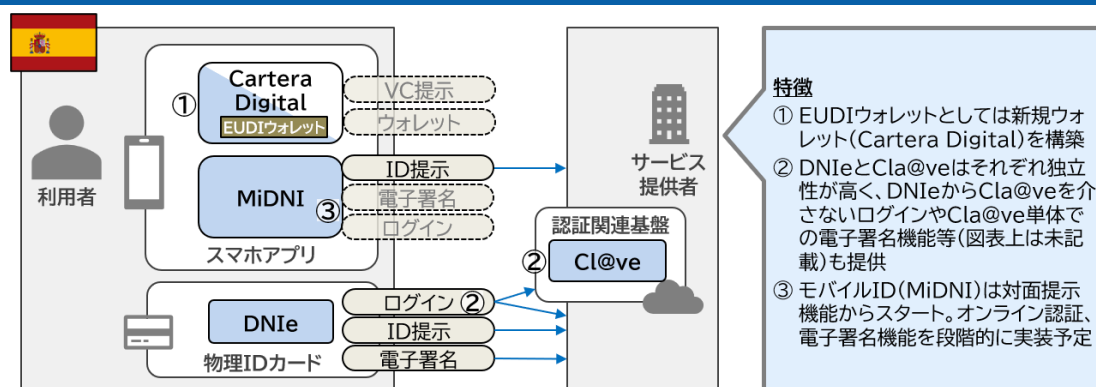 利用者
①
Cartera
Digital
EUDIウォレット
VC提示
ウォレット
MiDNI
③
ID提示
電子署名
ログイン
スマホアプリ
DNIe
物理IDカード
ログイン ②
ID提示
電子署名
サービス
提供者
認証関連基盤
②
Cl@ve
特徴
① EUDIウォレットとしては新規ウォ
レット(Cartera Digital)を構築
② DNIeとCla@veはそれぞれ独立
性が高く、DNIeからCla@veを介
さないログインやCla@ve単体で
の電子署名機能等(図表上は未記
載)も提供
③ モバイルID(MiDNI)は対面提示
機能からスタート。オンライン認証、
電子署名機能を段階的に実装予定